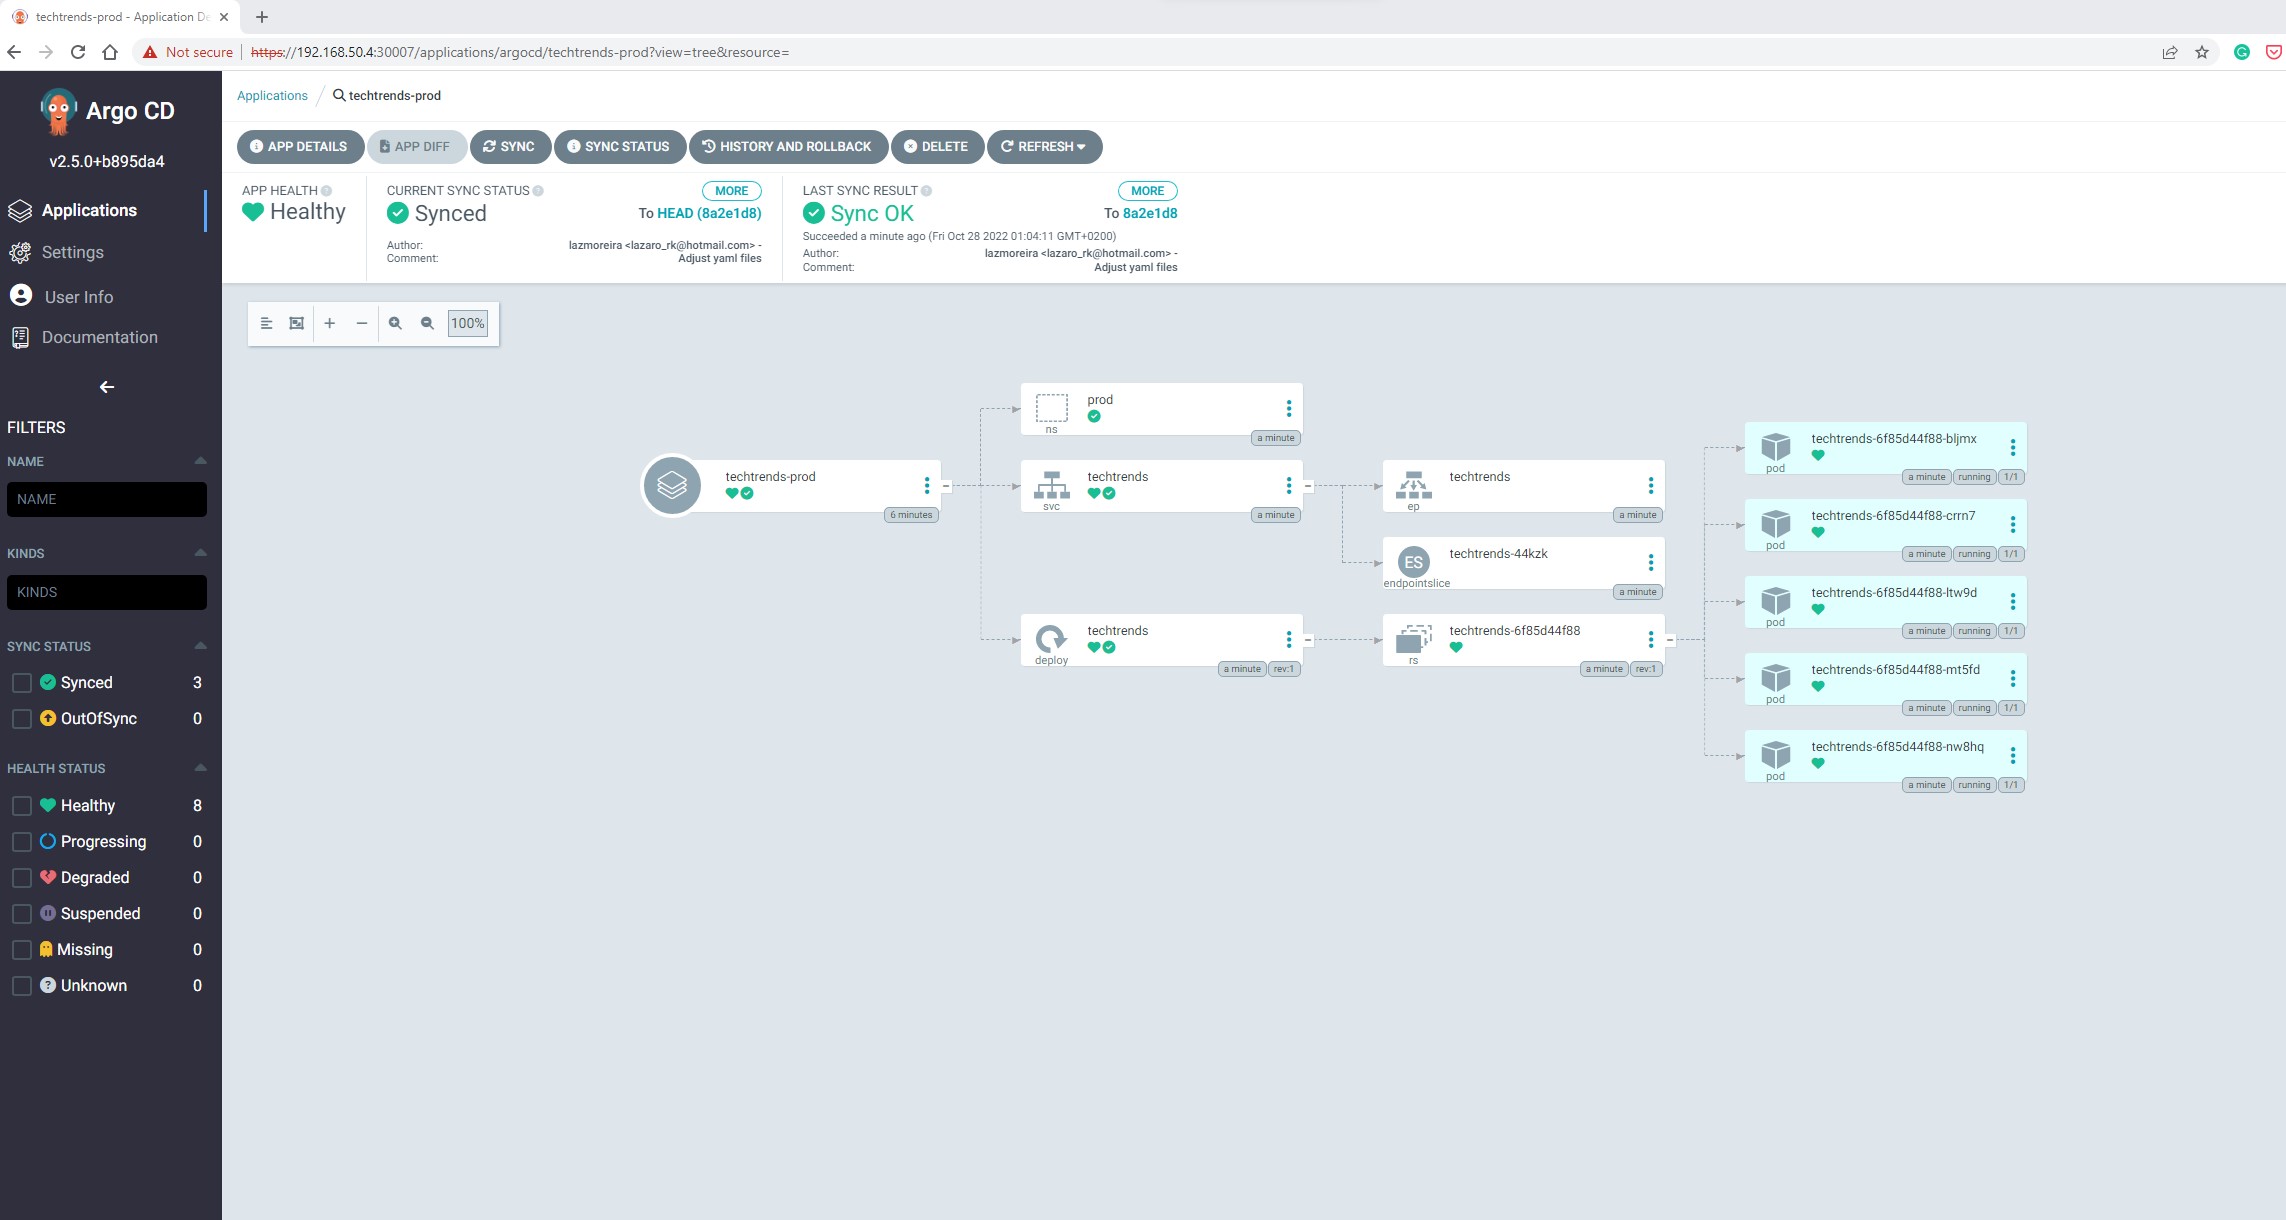 techtrends-prod - Application De
Not secure
https://192.168.50.4:30007/applications/argocd/techtrends-prod?view=tree&resource=
Argo CD
v2.5.0+b895da4
Applications
Settings
User Info
Documentation
FILTERS
NAME
NAME
KINDS
KINDS
SYNC STATUS
Synced 3
OutOfSync 0
HEALTH STATUS
Healthy 8
Progressing 0
Degraded 0
Suspended 0
Missing 0
Unknown 0
Applications / techtrends-prod
APP DETAILS APP DIFF SYNC SYNC STATUS HISTORY AND ROLLBACK DELETE REFRESH
APP HEALTH
Healthy
CURRENT SYNC STATUS MORE
Synced To HEAD (8a2e1d8)
Author: lazmoreira <lazaro_rk@hotmail.com> -
Comment: Adjust yaml files
LAST SYNC RESULT MORE
Sync OK To 8a2e1d8
Succeeded a minute ago (Fri Oct 28 2022 01:04:11 GMT+0200)
Author: lazmoreira <lazaro_rk@hotmail.com> -
Comment: Adjust yaml files
100%
techtrends-prod
6 minutes
prod
ns
a minute
techtrends
svc
a minute
techtrends
deploy
a minute rev:1
techtrends
ep
a minute
ES
techtrends-44kzk
endpointslice
a minute
techtrends-6f85d44f88
rs
a minute rev:1
techtrends-6f85d44f88-bljmx
pod
a minute running 1/1
techtrends-6f85d44f88-crrn7
pod
a minute running 1/1
techtrends-6f85d44f88-ltw9d
pod
a minute running 1/1
techtrends-6f85d44f88-mt5fd
pod
a minute running 1/1
techtrends-6f85d44f88-nw8hq
pod
a minute running 1/1